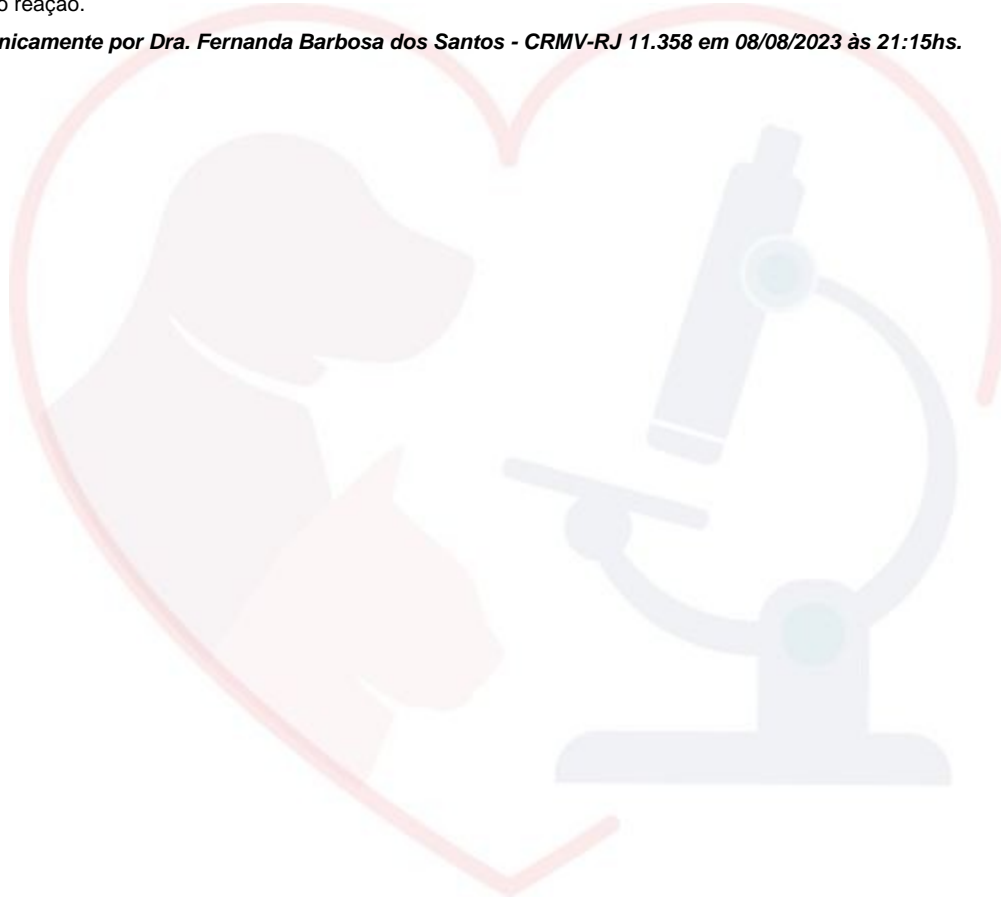 o reação.
nicamente por Dra. Fernanda Barbosa dos Santos - CRMV-RJ 11.358 em 08/08/2023 às 21:15hs.